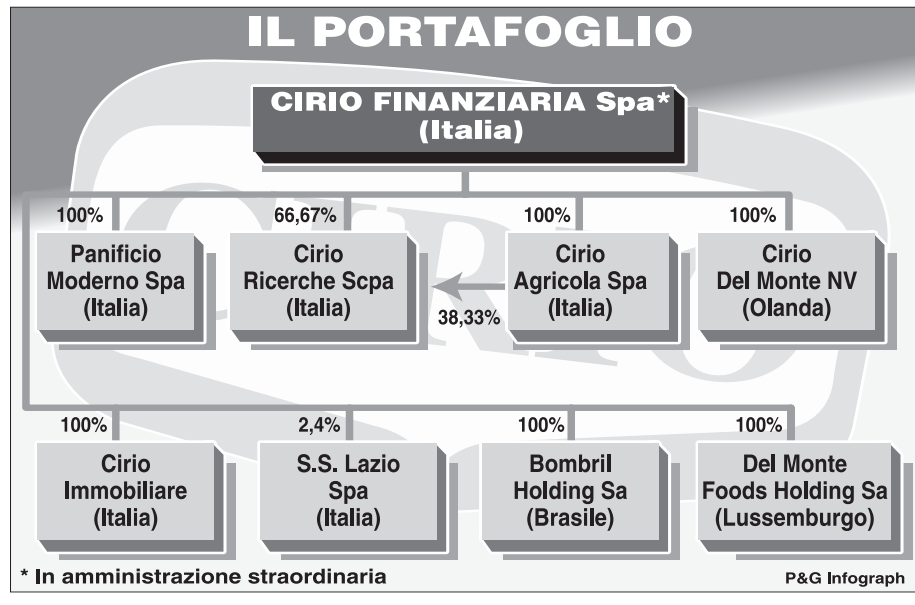 IL PORTAFOGLIO
CIRIO FINANZIARIA Spa*
(Italia)
100%
Panificio
Moderno Spa
(Italia)
66,67%
Cirio
Ricerche Scpa
(Italia)
38,33%
100%
Cirio
Agricola Spa
(Italia)
100%
Cirio
Del Monte NV
(Olanda)
100%
Cirio
Immobiliare
(Italia)
2,4%
S.S. Lazio
Spa
(Italia)
100%
Bombril
Holding Sa
(Brasile)
100%
Del Monte
Foods Holding Sa
(Lussemburgo)
* In amministrazione straordinaria
P&G Infograph
CIRIO